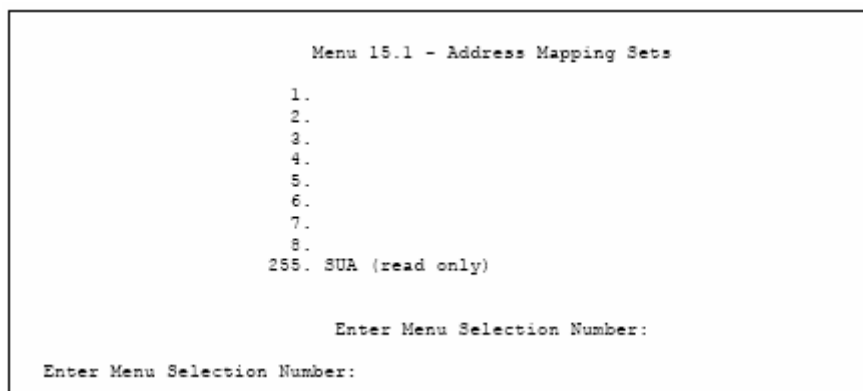 Menu 15.1 - Address Mapping Sets
1.
2.
3.
4.
5.
6.
7.
8.
255. SUA (read only)
Enter Menu Selection Number:
Enter Menu Selection Number: